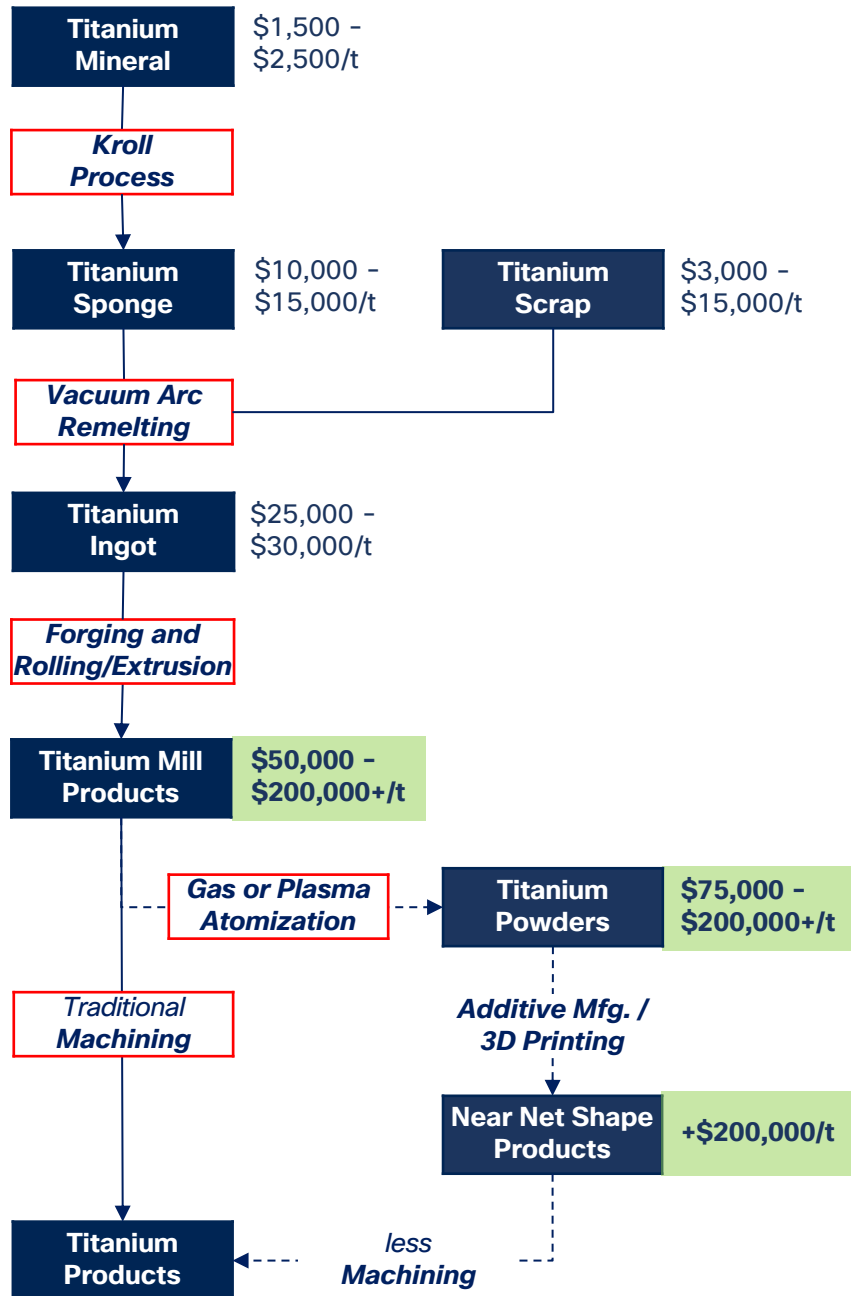 Titanium
Mineral
$1,500 –
$2,500/t
Kroll
Process
Titanium
Sponge
$10,000 –
$15,000/t
Titanium
Scrap
$3,000 –
$15,000/t
Vacuum Arc
Remelting
Titanium
Ingot
$25,000 –
$30,000/t
Forging and
Rolling/Extrusion
Titanium Mill
Products
$50,000 –
$200,000+/t
Gas or Plasma
Atomization
Titanium
Powders
$75,000 –
$200,000+/t
Traditional
Machining
Additive Mfg. /
3D Printing
Near Net Shape
Products
+$200,000/t
Titanium
Products
less
Machining